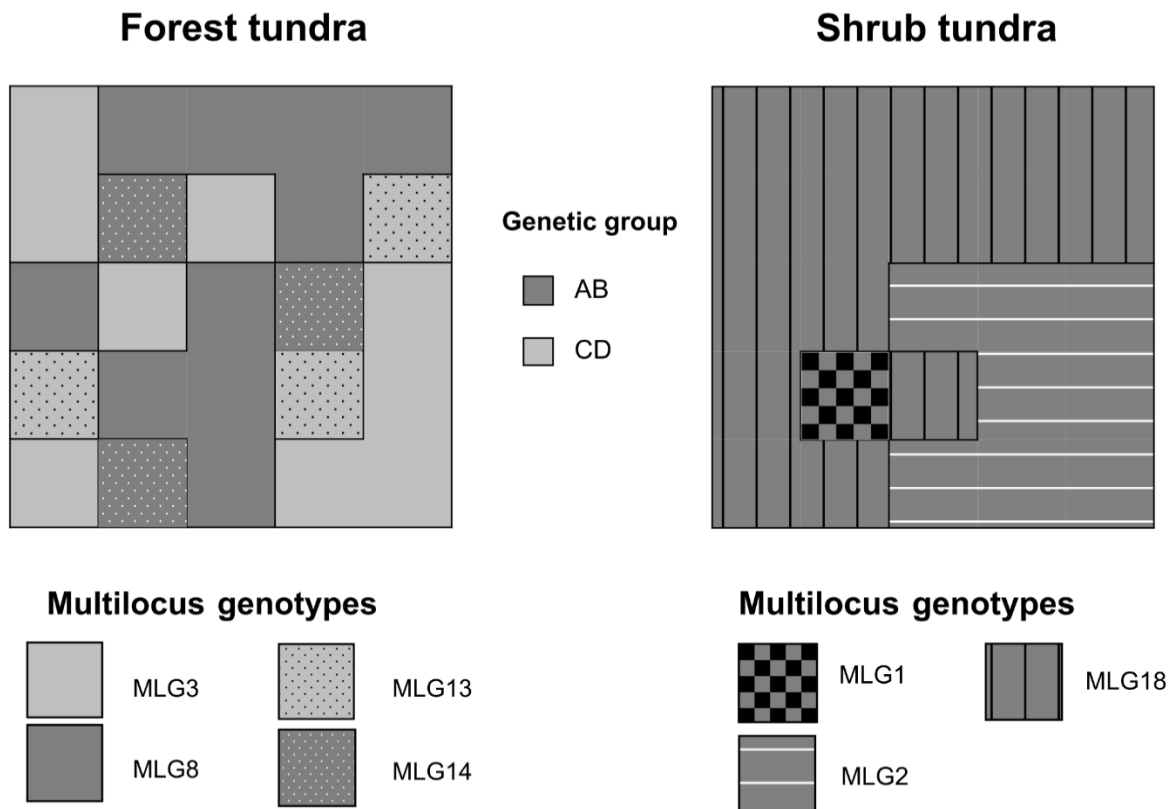 Forest tundra
Shrub tundra
Genetic group
AB
CD
Multilocus genotypes
MLG3
MLG13
MLG8
MLG14
Multilocus genotypes
MLG1
MLG18
MLG2